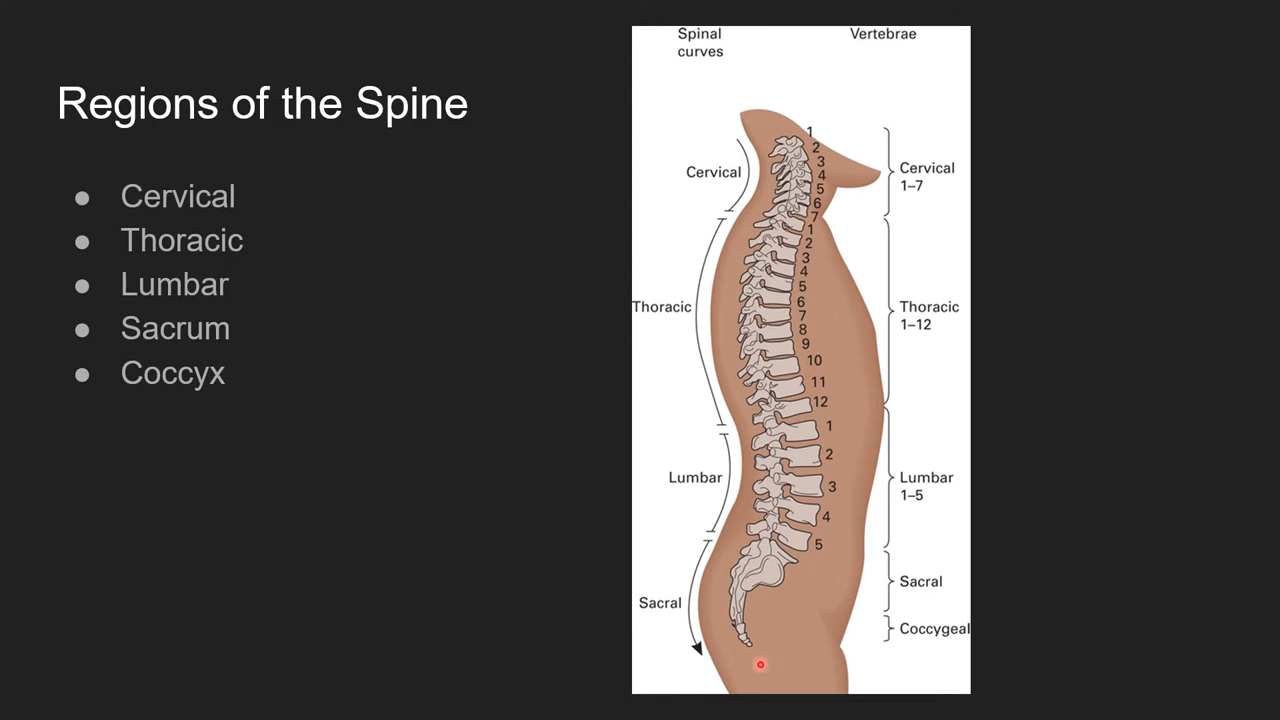 Regions of the Spine
● Cervical
● Thoracic
● Lumbar
● Sacrum
● Coccyx
Spinal
curves
Vertebrae
Cervical
Thoracic
Lumbar
Sacral
1
2
3
4
5
6
7
1
2
3
4
5
6
7
8
9
10
11
12
1
2
3
4
5
Cervical
1–7
Thoracic
1–12
Lumbar
1–5
Sacral
Coccygeal